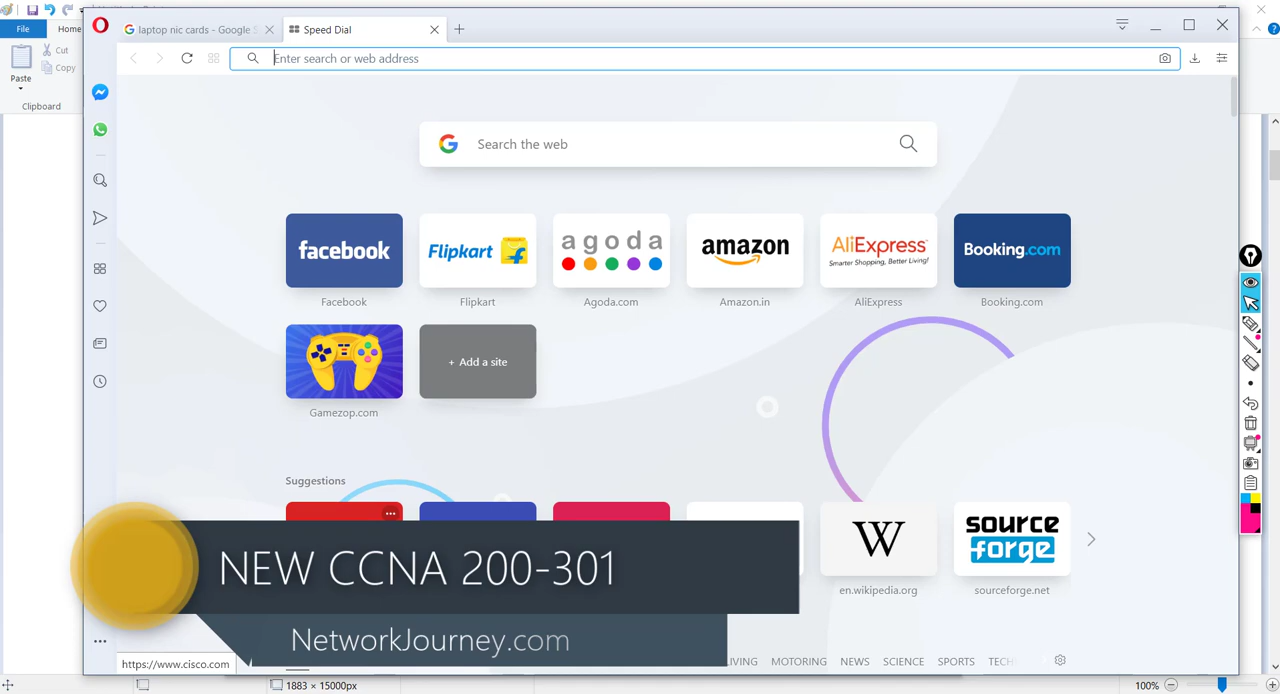 File
Home
Cut
Copy
Paste
Clipboard
laptop nic cards - Google S
Speed Dial
Enter search or web address
Search the web
facebook
Flipkart
agoda
amazon
AliExpress
Smarter Shopping, Better Living!
Booking.com
Facebook
Flipkart
Agoda.com
Amazon.in
AliExpress
Booking.com
+ Add a site
Gamezop.com
Suggestions
W
source
forge
en.wikipedia.org
sourceforge.net
NEW CCNA 200-301
NetworkJourney.com
https://www.cisco.com
LIVING
MOTORING
NEWS
SCIENCE
SPORTS
TECH
1883 × 15000px
100%